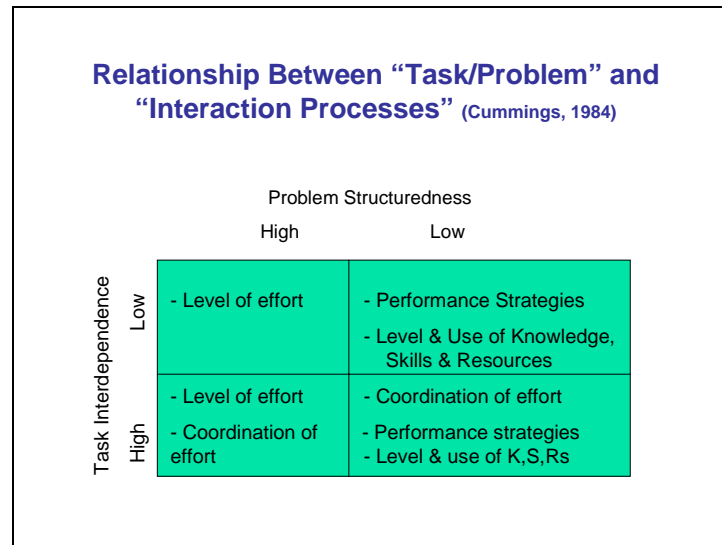 Relationship Between “Task/Problem” and
“Interaction Processes” (Cummings, 1984)
Problem Structuredness
High Low
Task Interdependence
Low
- Level of effort
- Performance Strategies
- Level & Use of Knowledge,
Skills & Resources
High
- Level of effort
- Coordination of
effort
- Coordination of effort
- Performance strategies
- Level & use of K,S,Rs